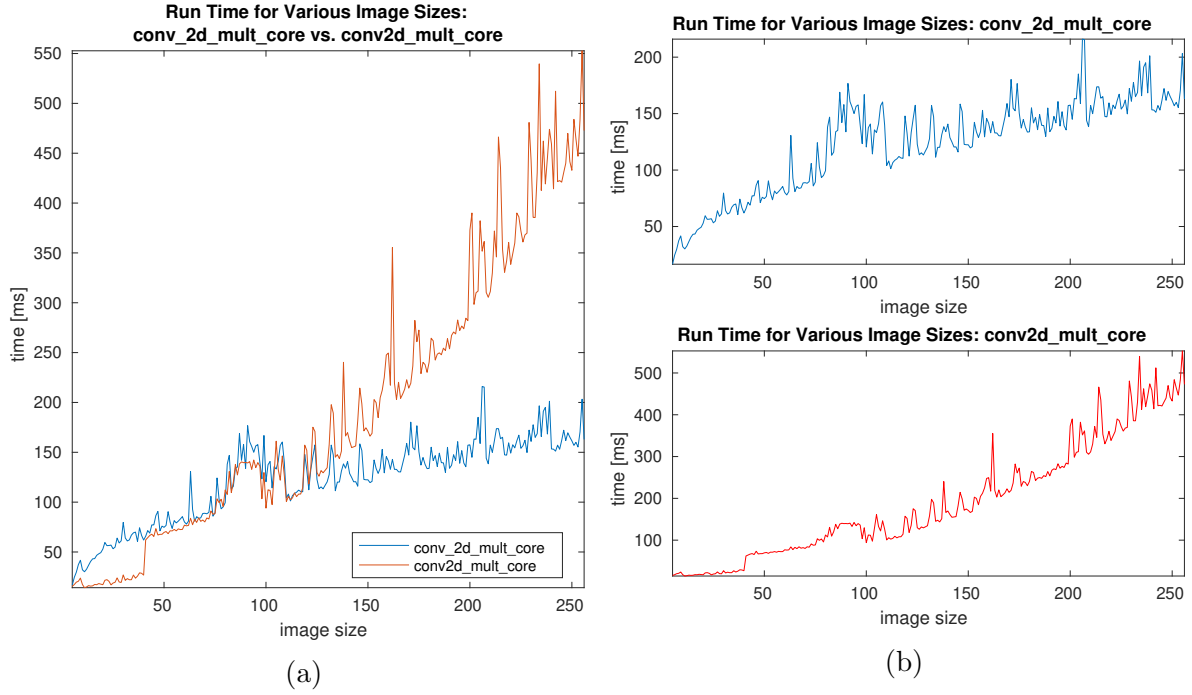 Run Time for Various Image Sizes:
conv_2d_mult_core vs. conv2d_mult_core
550
500
450
400
350
300
250
200
150
100
50
time [ms]
50
100
150
200
250
image size
conv_2d_mult_core
conv2d_mult_core
(a)
Run Time for Various Image Sizes: conv_2d_mult_core
200
150
100
50
time [ms]
50
100
150
200
250
image size
Run Time for Various Image Sizes: conv2d_mult_core
500
400
300
200
100
time [ms]
50
100
150
200
250
image size
(b)